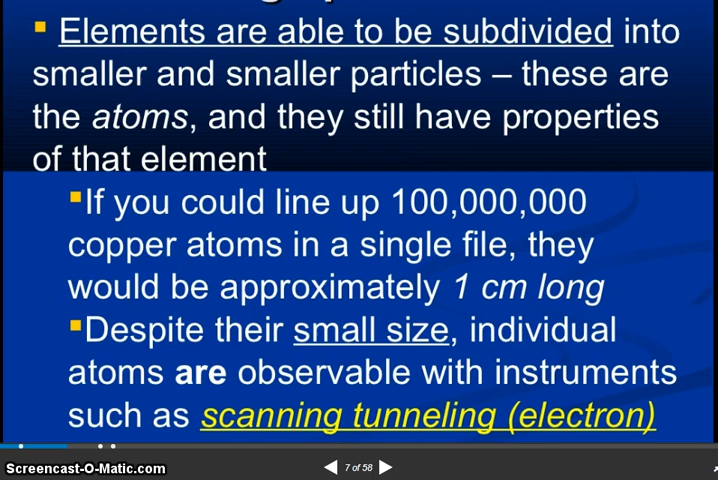 Elements are able to be subdivided into
smaller and smaller particles – these are
the atoms, and they still have properties
of that element
If you could line up 100,000,000
copper atoms in a single file, they
would be approximately 1 cm long
Despite their small size, individual
atoms are observable with instruments
such as scanning tunneling (electron)
Screencast-O-Matic.com
7 of 58